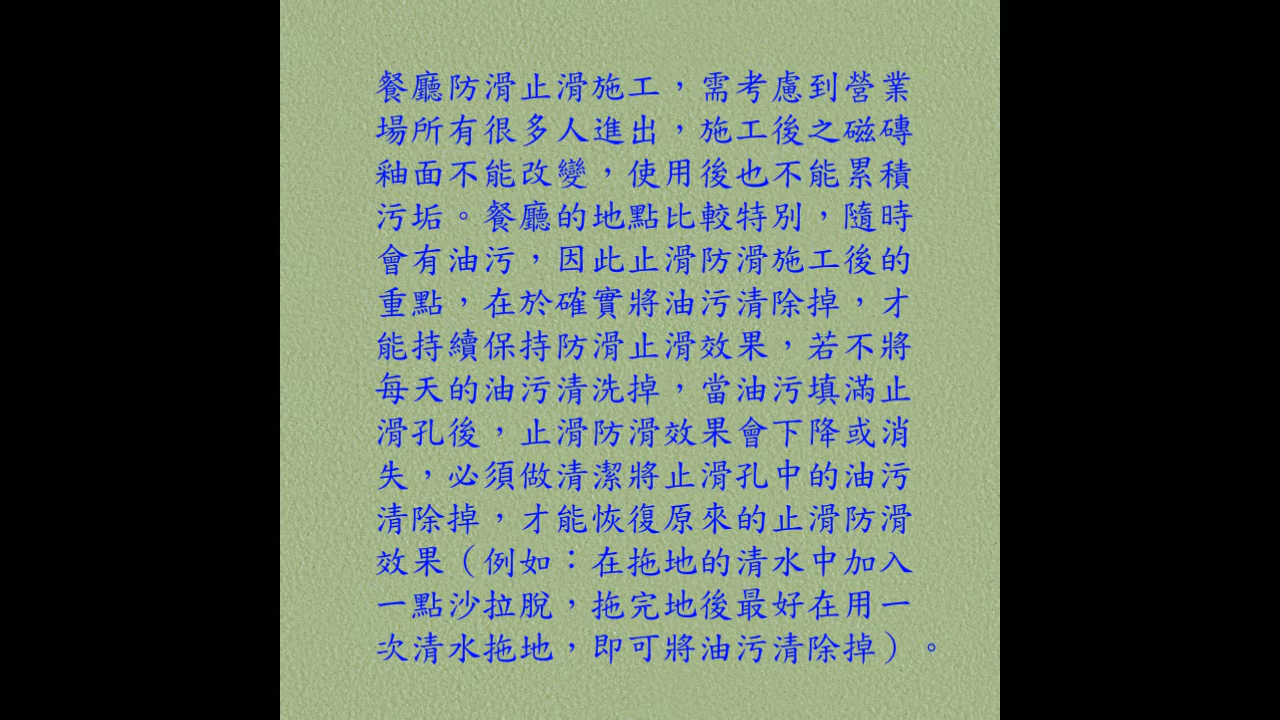 餐廳防滑止滑施工，需考慮到營業
場所有很多人進出，施工後之磁磚
釉面不能改變，使用後也不能累積
污垢。餐廳的地點比較特別，隨時
會有油污，因此止滑防滑施工後的
重點，在於確實將油污清除掉，才
能持續保持防滑止滑效果，若不將
每天的油污清洗掉，當油污填滿止
滑孔後，止滑防滑效果會下降或消
失，必須做清潔將止滑孔中的油污
清除掉，才能恢復原來的止滑防滑
效果（例如：在拖地的清水中加入
一點沙拉脫，拖完地後最好在用一
次清水拖地，即可將油污清除掉）。